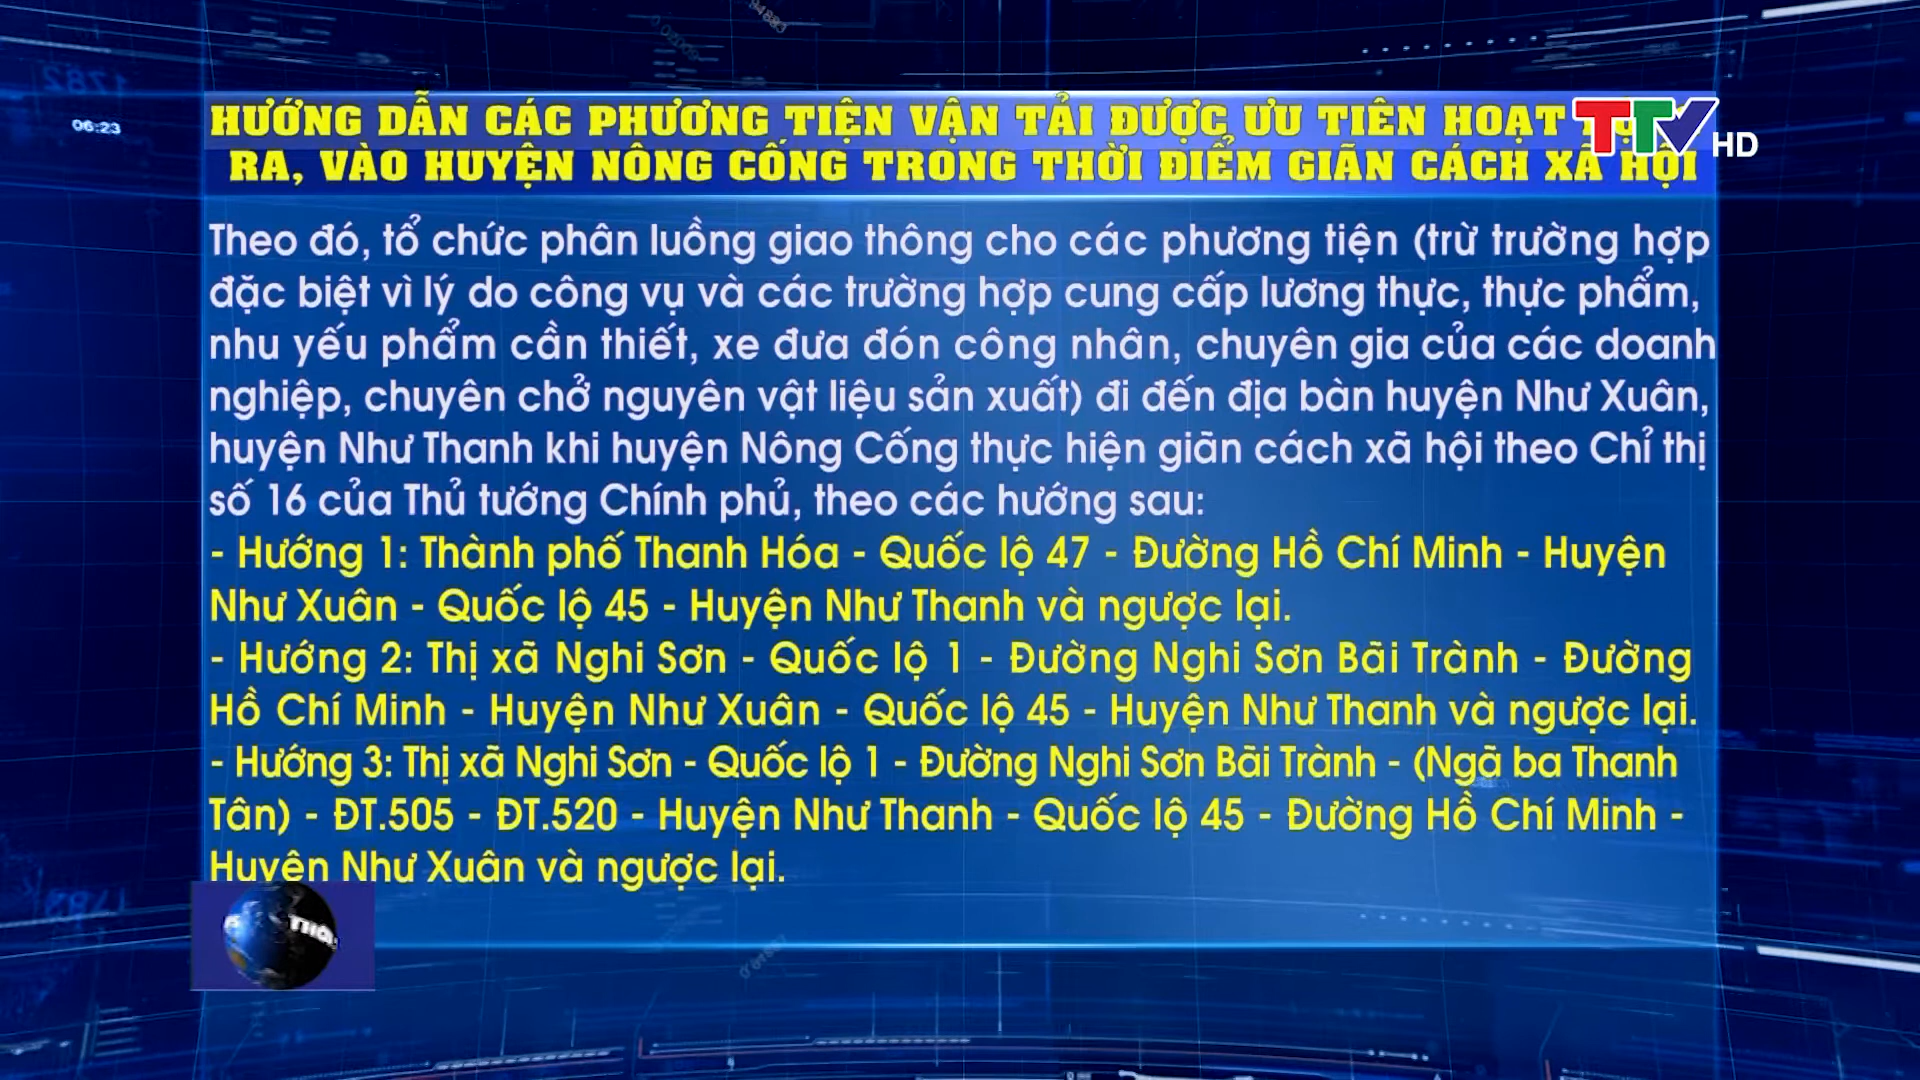 06:23
HƯỚNG DẪN CÁC PHƯƠNG TIỆN VẬN TẢI ĐƯỢC ƯU TIÊN HOẠT
TTV HD
RA, VÀO HUYỆN NÔNG CỐNG TRONG THỜI ĐIỂM GIÃN CÁCH XÃ HỘI
Theo đó, tổ chức phân luồng giao thông cho các phương tiện (trừ trường hợp
đặc biệt vì lý do công vụ và các trường hợp cung cấp lương thực, thực phẩm,
nhu yếu phẩm cần thiết, xe đưa đón công nhân, chuyên gia của các doanh
nghiệp, chuyên chở nguyên vật liệu sản xuất) đi đến địa bàn huyện Như Xuân,
huyện Như Thanh khi huyện Nông Cống thực hiện giãn cách xã hội theo Chỉ thị
số 16 của Thủ tướng Chính phủ, theo các hướng sau:
- Hướng 1: Thành phố Thanh Hóa - Quốc lộ 47 - Đường Hồ Chí Minh - Huyện
Như Xuân - Quốc lộ 45 - Huyện Như Thanh và ngược lại.
- Hướng 2: Thị xã Nghi Sơn - Quốc lộ 1 - Đường Nghi Sơn Bãi Trành - Đường
Hồ Chí Minh - Huyện Như Xuân - Quốc lộ 45 - Huyện Như Thanh và ngược lại.
- Hướng 3: Thị xã Nghi Sơn - Quốc lộ 1 - Đường Nghi Sơn Bãi Trành - (Ngã ba Thanh
Tân) - ĐT.505 - ĐT.520 - Huyện Như Thanh - Quốc lộ 45 - Đường Hồ Chí Minh -
Huyện Như Xuân và ngược lại.